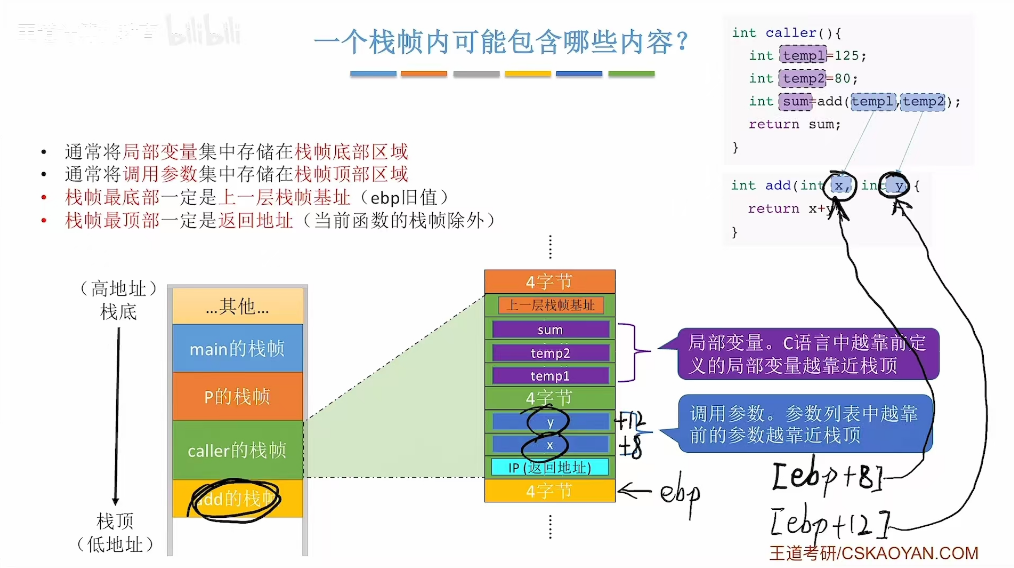 bilibili
一个栈帧内可能包含哪些内容？
int caller(){
int temp1=125;
int temp2=80;
int sum=add(temp1,temp2);
return sum;
}
int add(int x, int y){
return x+y
}
• 通常将局部变量集中存储在栈帧底部区域
• 通常将调用参数集中存储在栈帧顶部区域
• 栈帧最底部一定是上一层栈帧基址（ebp旧值）
• 栈帧最顶部一定是返回地址（当前函数的栈帧除外）
（高地址）
栈底
栈顶
（低地址）
...其他...
main的栈帧
P的栈帧
caller的栈帧
add的栈帧
4字节
上一层栈帧基址
sum
temp2
temp1
4字节
y
x
IP (返回地址)
4字节
+12
+8
ebp
局部变量。C语言中越靠前定
义的局部变量越靠近栈顶
调用参数。参数列表中越靠
前的参数越靠近栈顶
[ebp+8]
[ebp+12]
王道考研/CSKAOYAN.COM